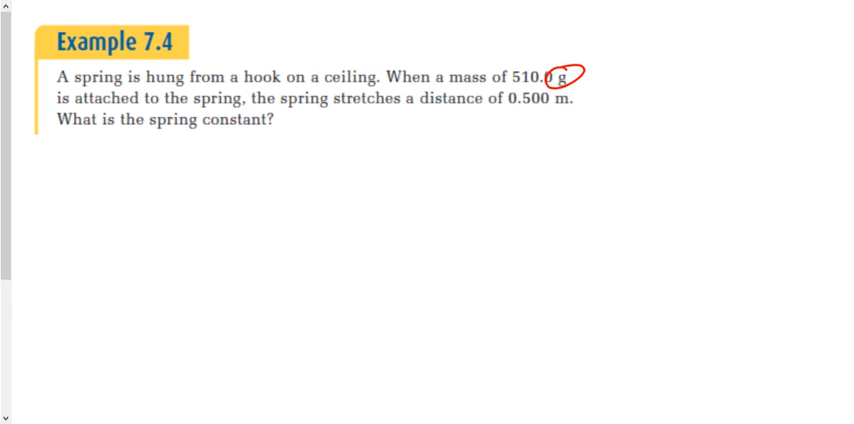 Example 7.4
A spring is hung from a hook on a ceiling. When a mass of 510.0 g
is attached to the spring, the spring stretches a distance of 0.500 m.
What is the spring constant?